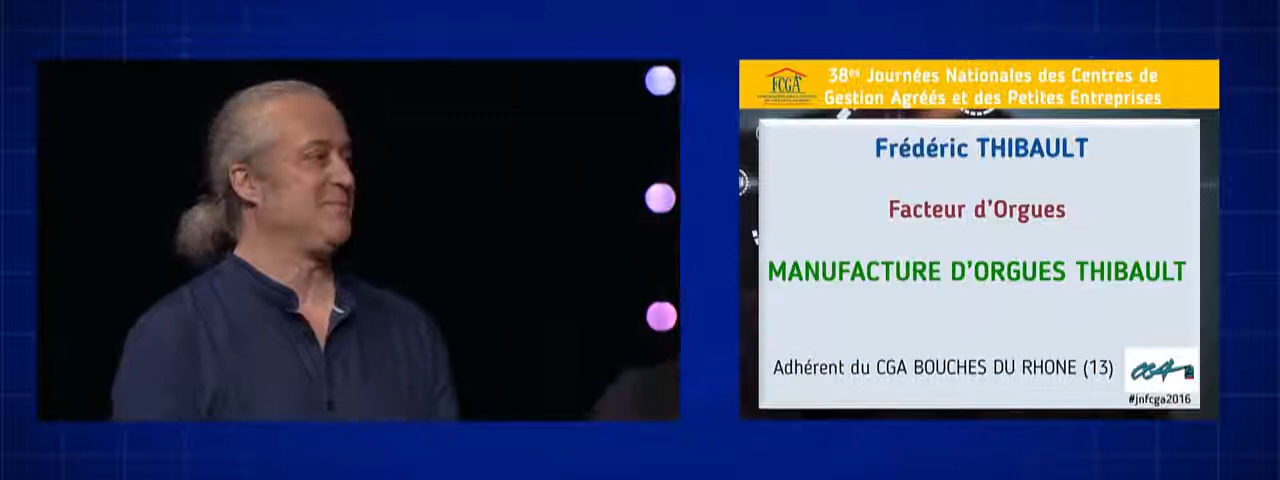 FCGA
38es Journées Nationales des Centres de
Gestion Agréés et des Petites Entreprises
Frédéric THIBAULT
Facteur d'Orgues
MANUFACTURE D'ORGUES THIBAULT
Adhérent du CGA BOUCHES DU RHONE (13)
#jnfcga2016